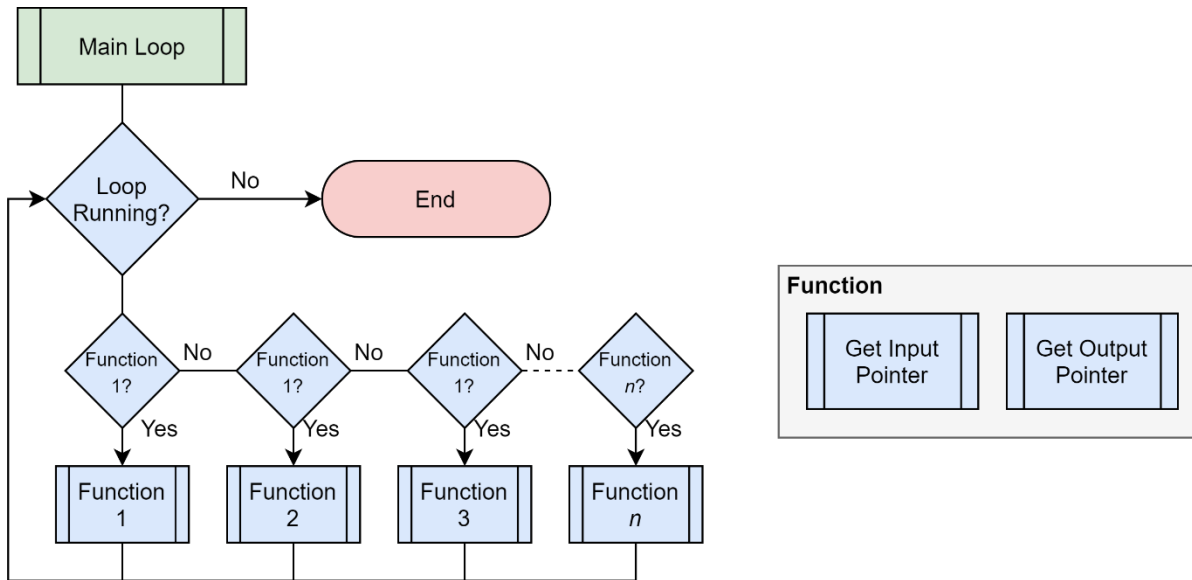 Main Loop
Loop
Running?
No
End
Function
Get Input
Pointer
Get Output
Pointer
Function
1?
No
Function
1?
No
Function
1?
No
Function
n?
Yes
Yes
Yes
Yes
Function
1
Function
2
Function
3
Function
n